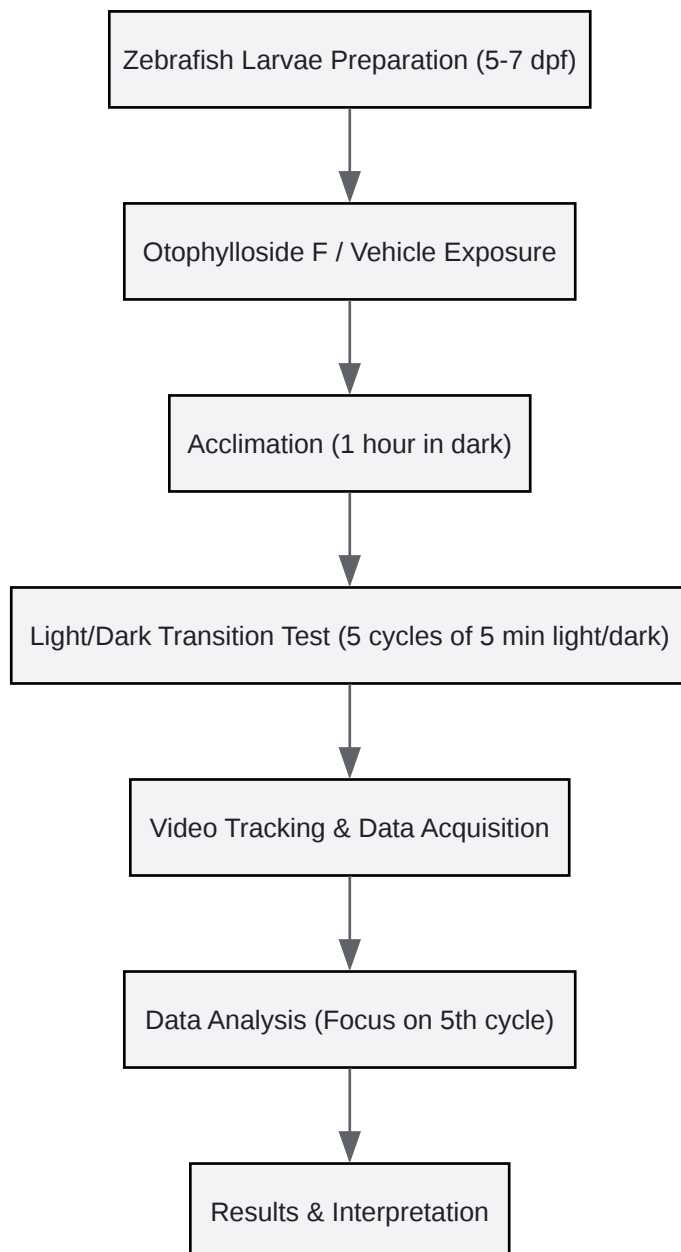 Zebrafish Larvae Preparation (5-7 dpf)
Otophylloside F / Vehicle Exposure
Acclimation (1 hour in dark)
Light/Dark Transition Test (5 cycles of 5 min light/dark)
Video Tracking & Data Acquisition
Data Analysis (Focus on 5th cycle)
Results & Interpretation